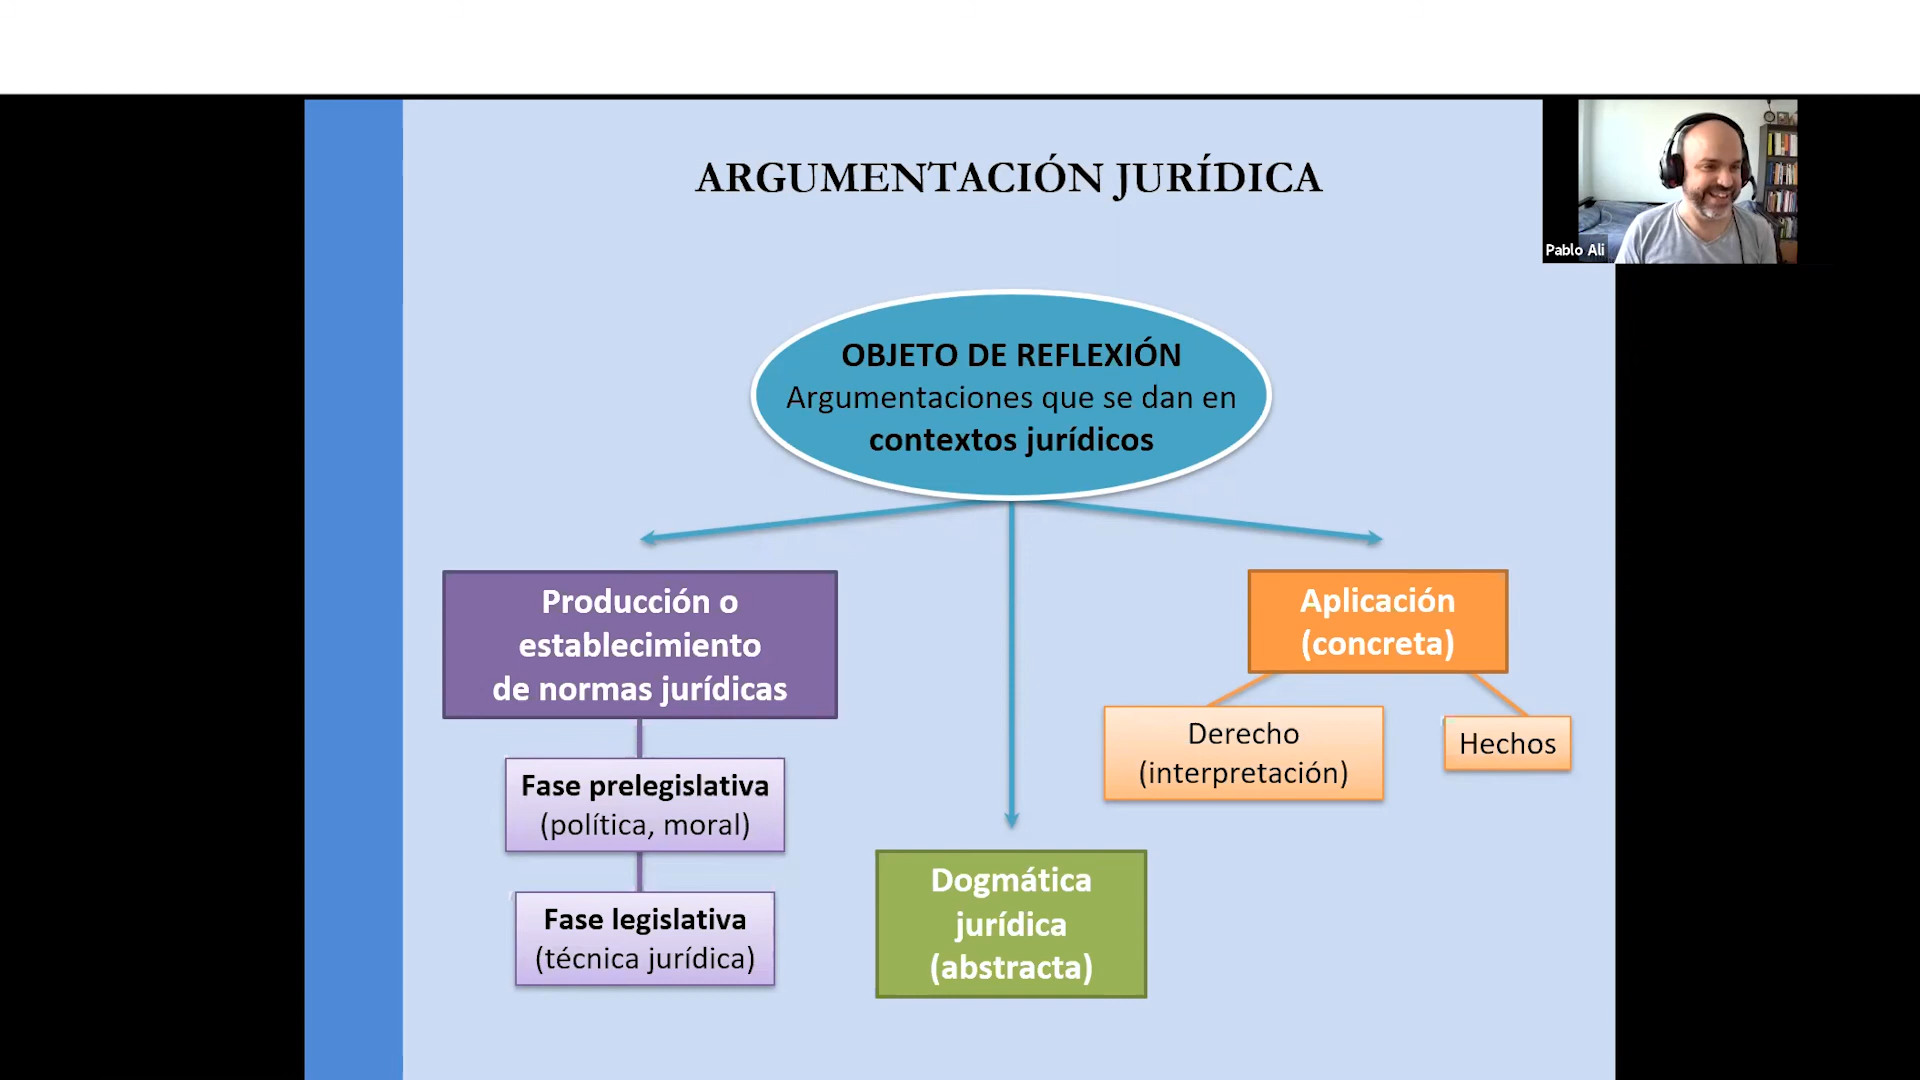 ARGUMENTACIÓN JURÍDICA
Pablo Ali
OBJETO DE REFLEXIÓN
Argumentaciones que se dan en
contextos jurídicos
Producción o
establecimiento
de normas jurídicas
Fase prelegislativa
(política, moral)
Fase legislativa
(técnica jurídica)
Dogmática
jurídica
(abstracta)
Aplicación
(concreta)
Derecho
(interpretación)
Hechos